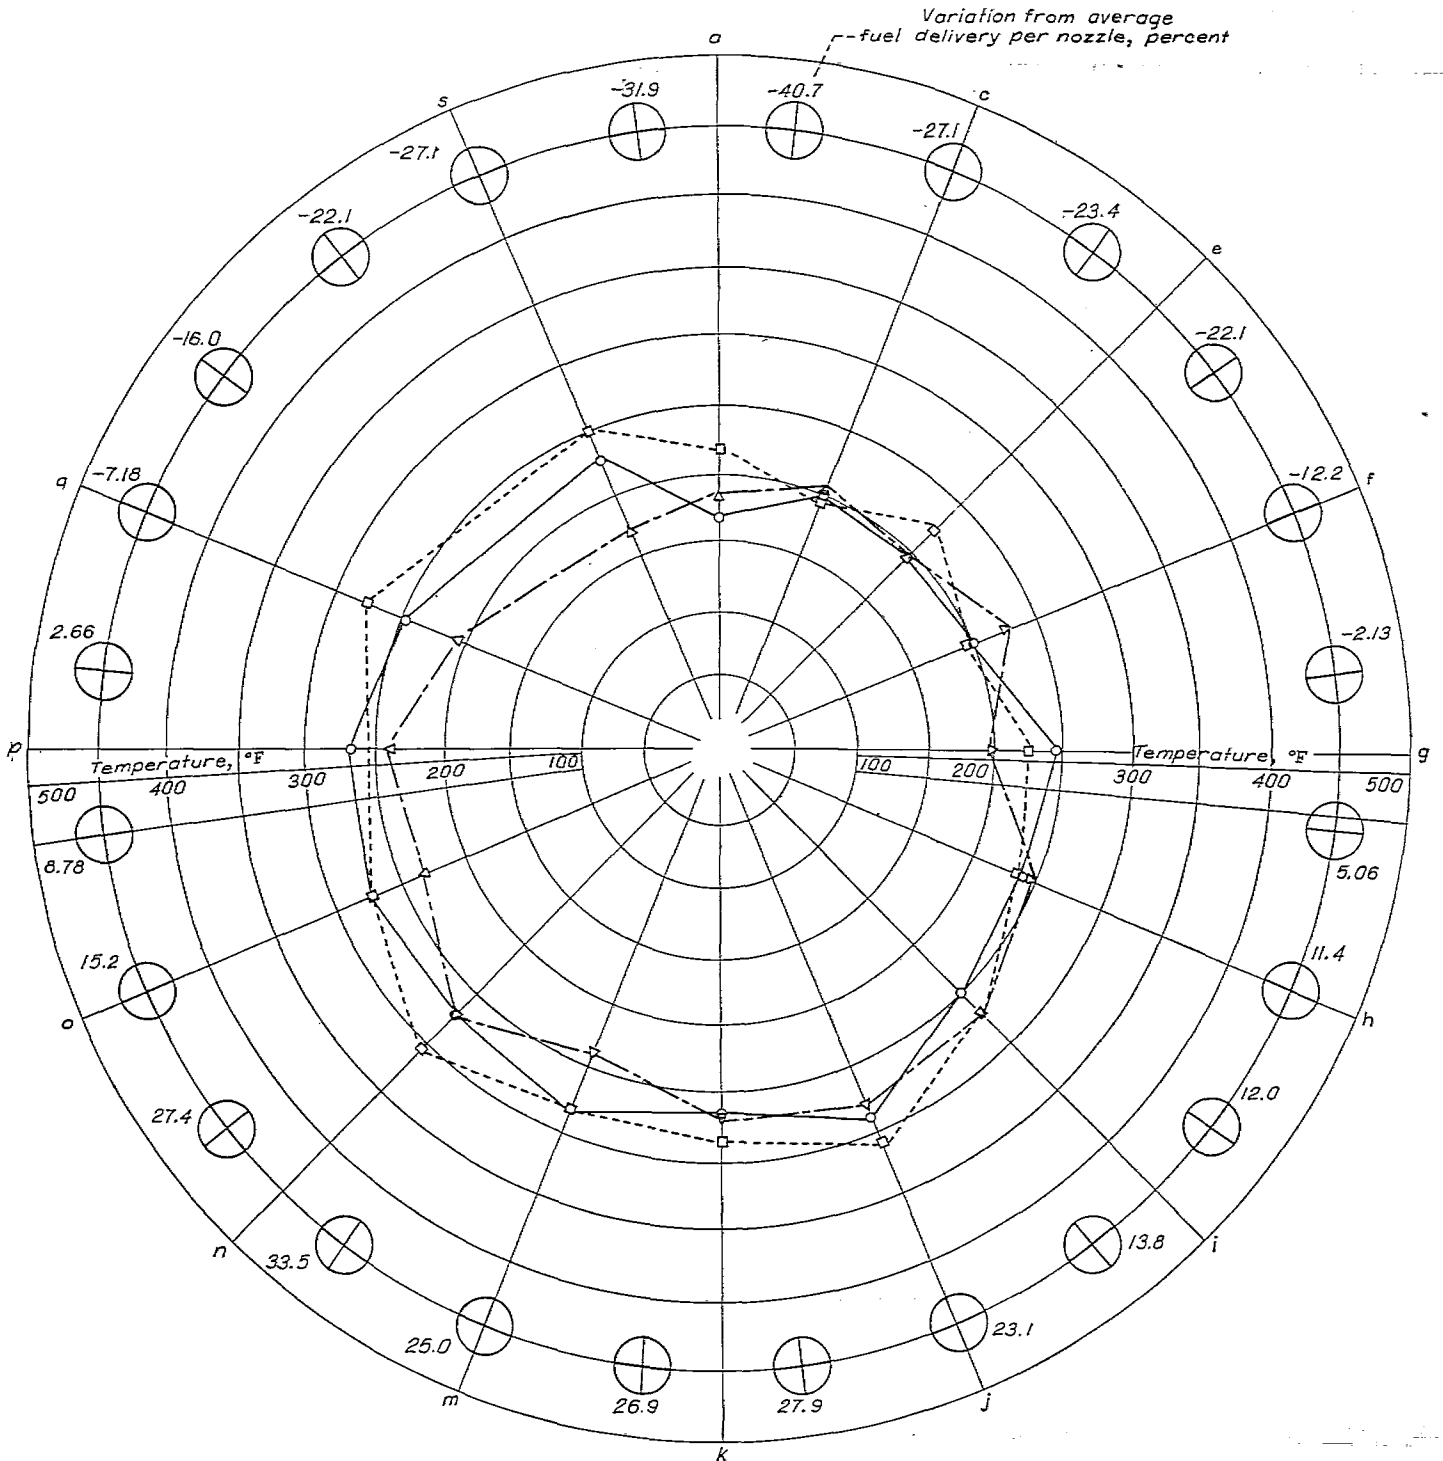 Variation from average
fuel delivery per nozzle, percent
a
s
-31.9
-40.7
c
-27.1
-27.1
-22.1
-23.4
e
-16.0
-22.1
q
-7.18
-12.2
f
2.66
-2.13
p
Temperature, °F
Temperature, °F
g
500
400
300
200
100
100
200
300
400
500
8.78
5.06
15.2
11.4
o
h
27.4
12.0
n
33.5
13.8
i
25.0
23.1
m
26.9
27.9
j
k